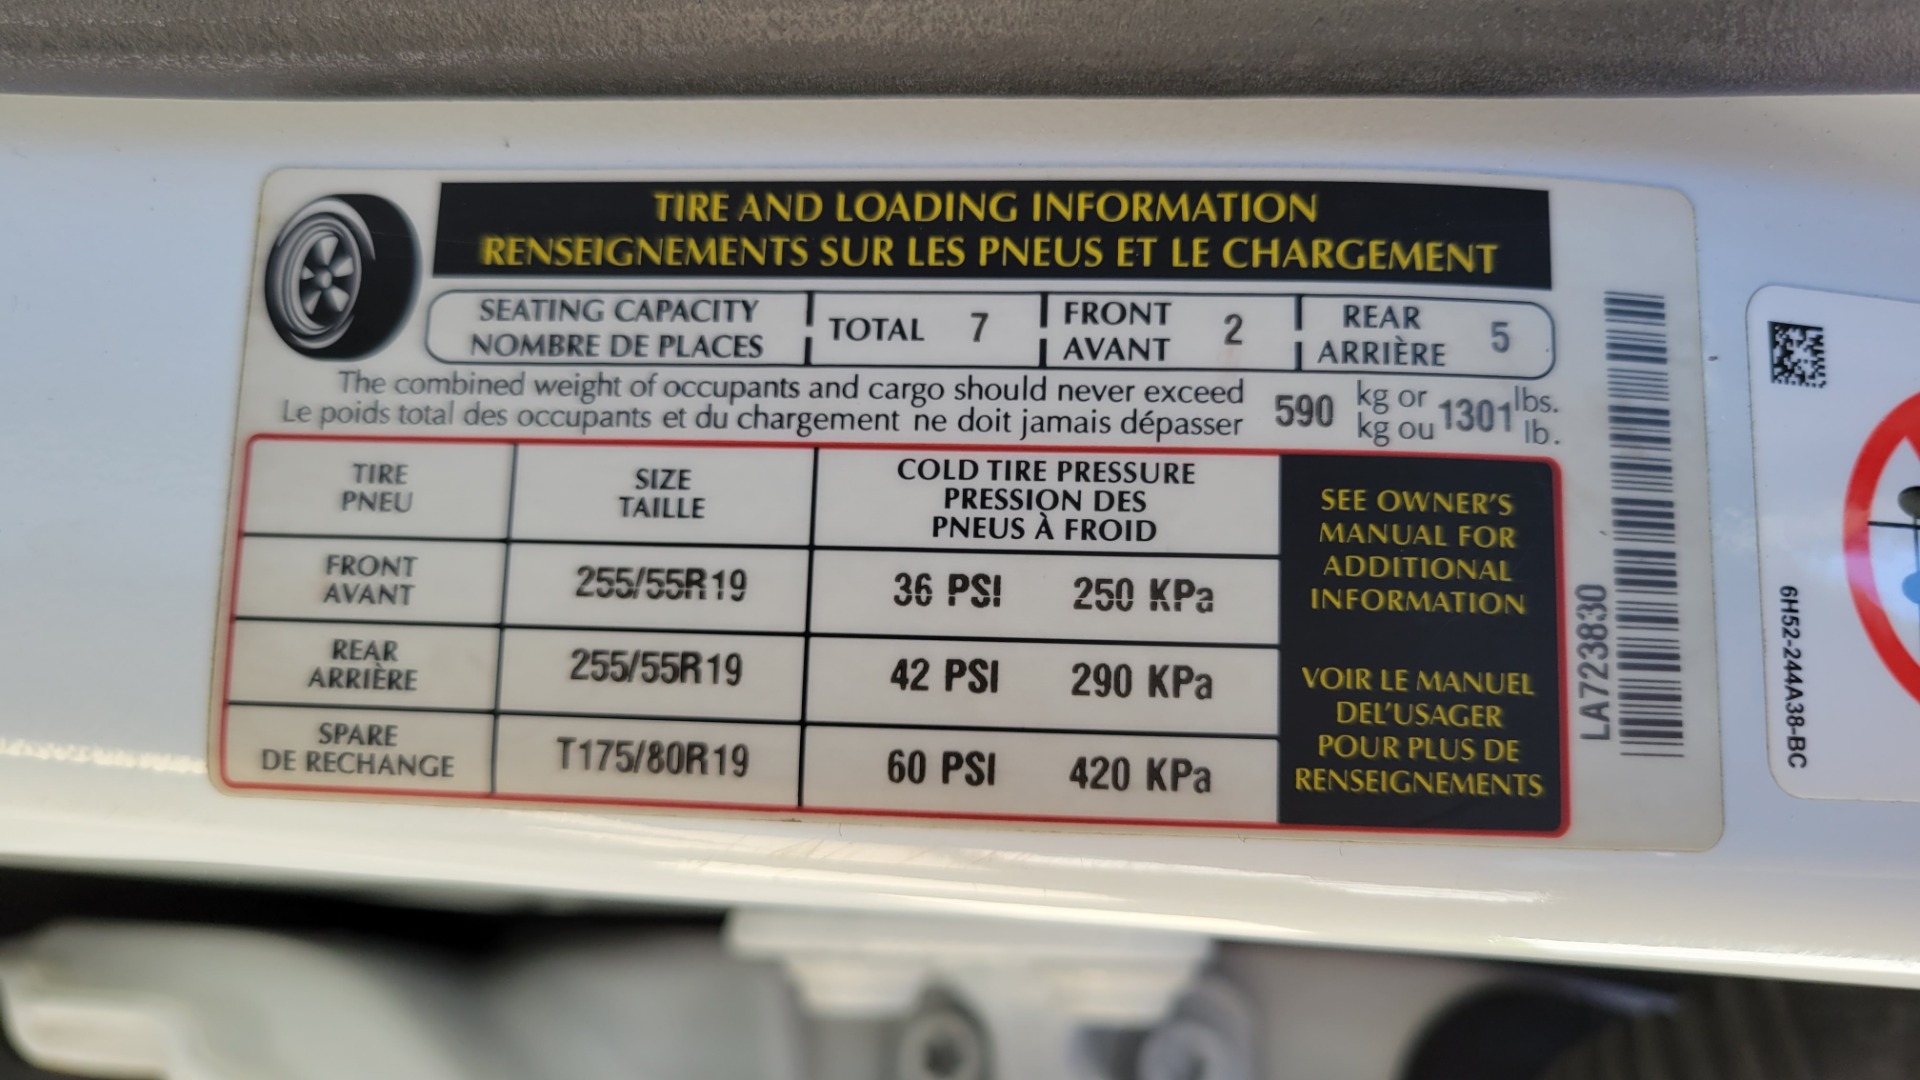 TIRE AND LOADING INFORMATION
RENSEIGNEMENTS SUR LES PNEUS ET LE CHARGEMENT
SEATING CAPACITY
NOMBRE DE PLACES
TOTAL 7
FRONT
AVANT
2
REAR
ARRIÈRE
5
The combined weight of occupants and cargo should never exceed
Le poids total des occupants et du chargement ne doit jamais dépasser
590
kg or
kg ou
1301
lbs.
lb.
TIRE
PNEU
SIZE
TAILLE
COLD TIRE PRESSURE
PRESSION DES
PNEUS À FROID
FRONT
AVANT
255/55R19
36 PSI 250 KPa
REAR
ARRIÈRE
255/55R19
42 PSI 290 KPa
SPARE
DE RECHANGE
T175/80R19
60 PSI 420 KPa
SEE OWNER'S
MANUAL FOR
ADDITIONAL
INFORMATION
VOIR LE MANUEL
DEL'USAGER
POUR PLUS DE
RENSEIGNEMENTS
LA723830
6H52-244A38-BC